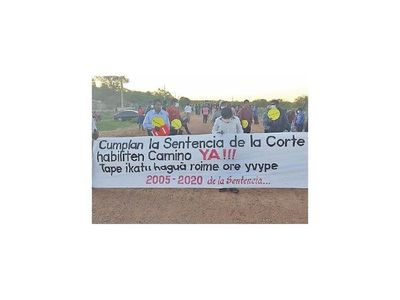 Cumplan la Sentencia de la Corte
habiliten Camino YA!!!
Tape ikatu haguã roime ore yvype
2005-2020 de la Sentencia...